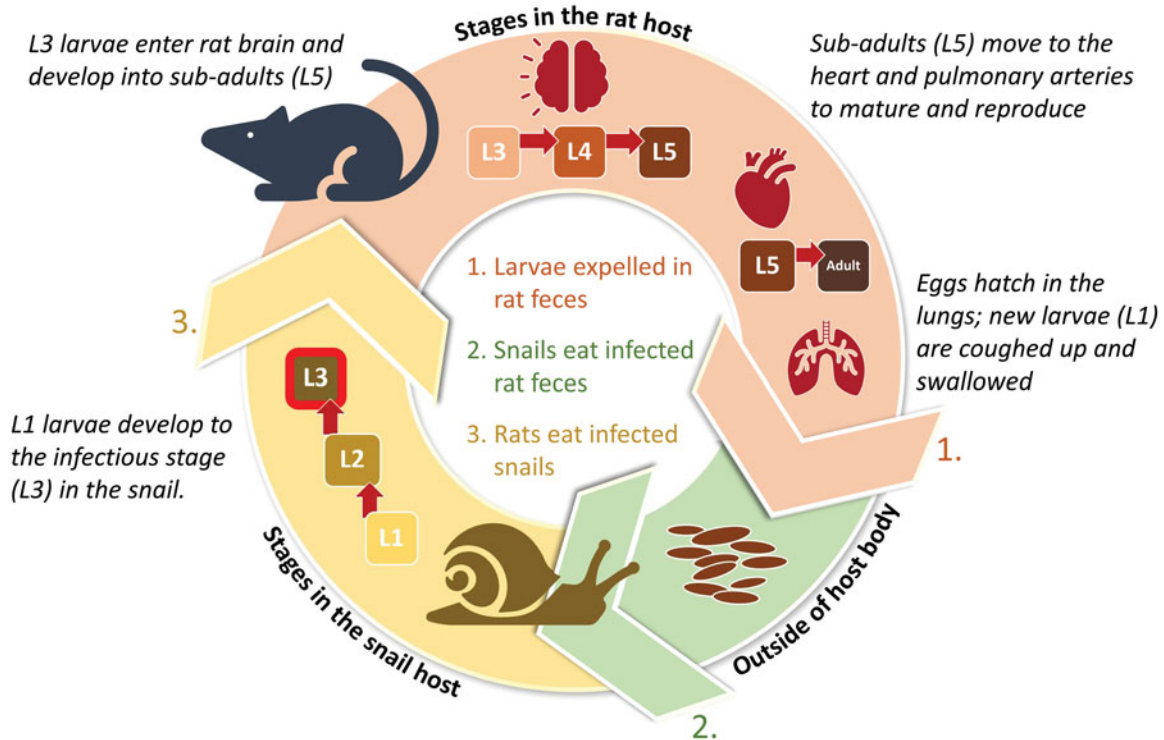 Stages in the rat host
L3 larvae enter rat brain and
develop into sub-adults (L5)
Sub-adults (L5) move to the
heart and pulmonary arteries
to mature and reproduce
L3
L4
L5
L5
Adult
Eggs hatch in the
lungs; new larvae (L1)
are coughed up and
swallowed
1. Larvae expelled in
rat feces
2. Snails eat infected
rat feces
3. Rats eat infected
snails
1.
Outside of host body
2.
Stages in the snail host
L1 larvae develop to
the infectious stage
(L3) in the snail.
L1
L2
L3
3.